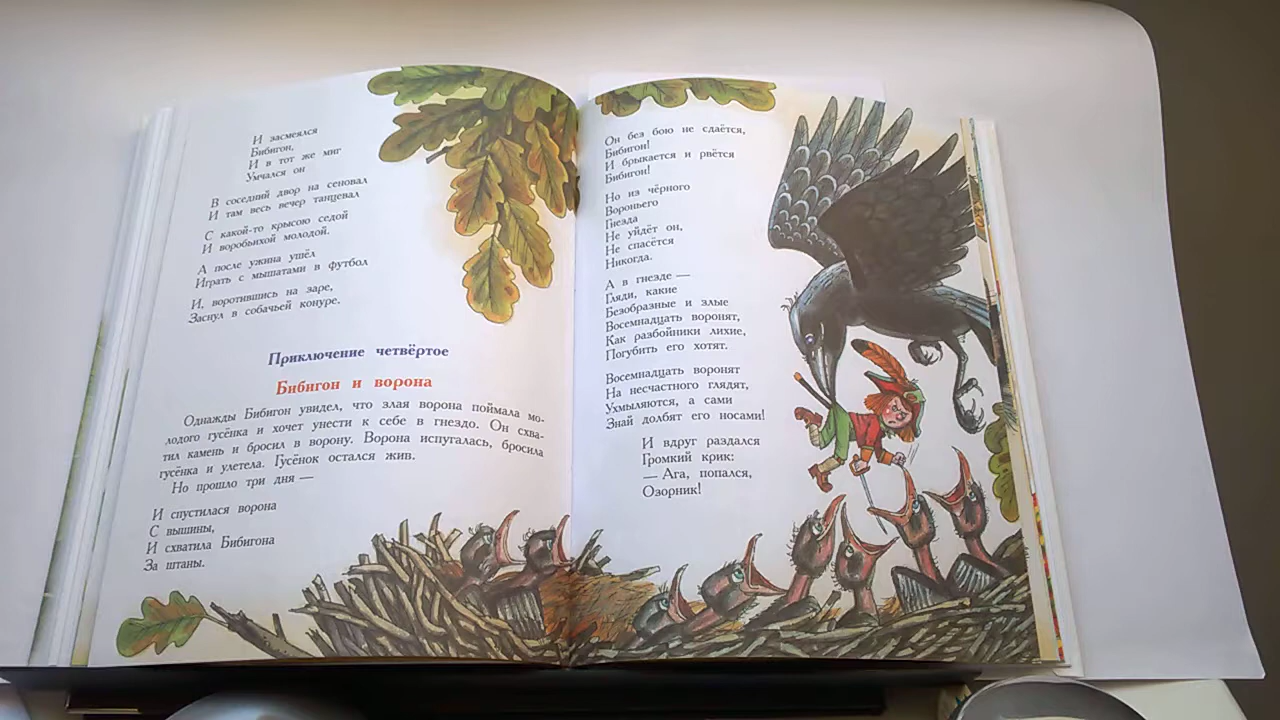 И засмеялся
Бибигон,
И в тот же миг
Умчался он
В соседний двор на сеновал
И там весь вечер танцевал
С какой-то крысою седой
И воробьихой молодой.
А после ужина ушёл
Играть с мышатами в футбол
И, воротившись на заре,
Заснул в собачьей конуре.
Приключение четвёртое
Бибигон и ворона
Однажды Бибигон увидел, что злая ворона поймала мо-
лодого гусёнка и хочет унести к себе в гнездо. Он схва-
тил камень и бросил в ворону. Ворона испугалась, бросила
гусёнка и улетела. Гусёнок остался жив.
Но прошло три дня —
И спустилася ворона
С вышины,
И схватила Бибигона
За штаны.
Он без бою не сдаётся,
Бибигон!
И брыкается и рвётся
Бибигон!
Но из чёрного
Вороньего
Гнезда
Не уйдёт он,
Не спасётся
Никогда.
А в гнезде —
Гляди, какие
Безобразные и злые
Восемнадцать воронят,
Как разбойники лихие,
Погубить его хотят.
Восемнадцать воронят
На несчастного глядят,
Ухмыляются, а сами
Знай долбят его носами!
И вдруг раздался
Громкий крик:
— Ага, попался,
Озорник!